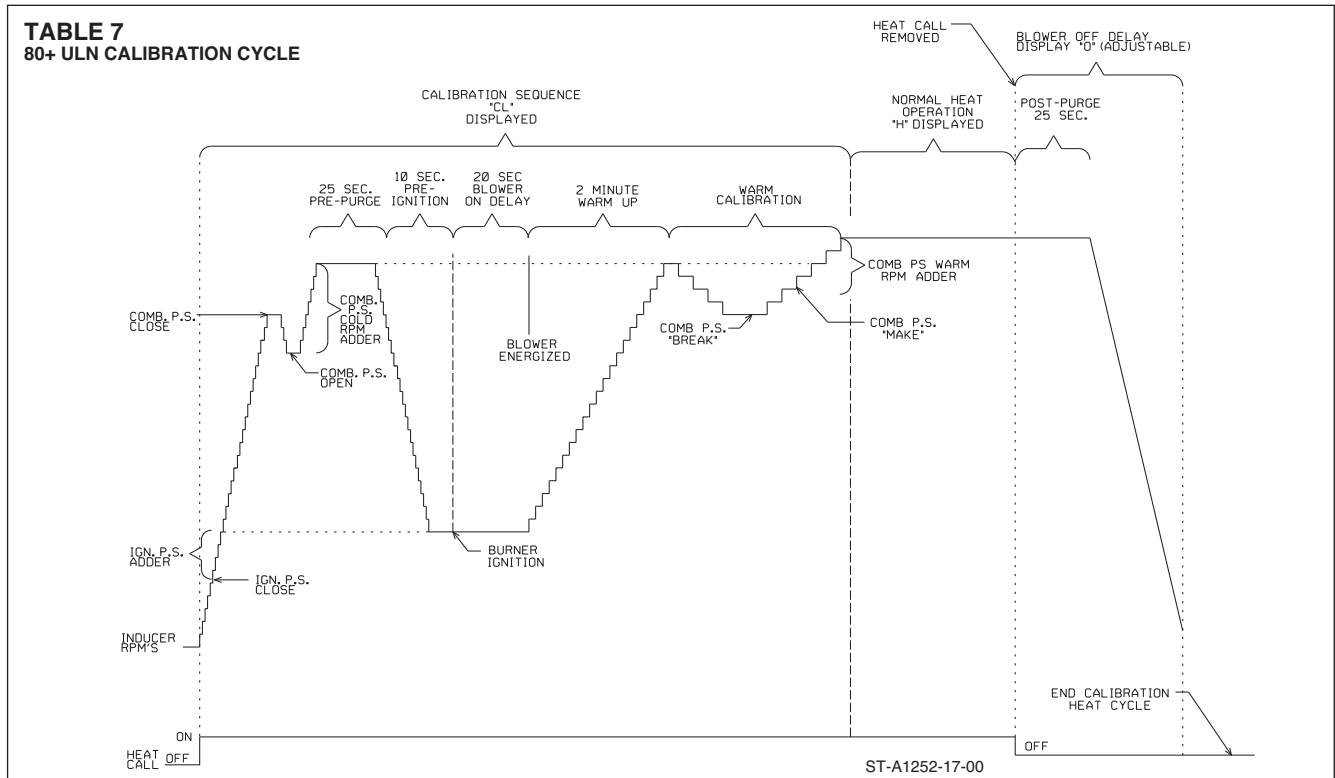 TABLE 7
80+ ULN CALIBRATION CYCLE
HEAT CALL
REMOVED
BLOWER OFF DELAY
DISPLAY "0" (ADJUSTABLE)
CALIBRATION SEQUENCE
"CL"
DISPLAYED
NORMAL HEAT
OPERATION
"H" DISPLAYED
POST-PURGE
25 SEC.
25 SEC.
PRE-PURGE
10 SEC.
PRE-
IGNITION
20 SEC
BLOWER
ON DELAY
2 MINUTE
WARM UP
WARM
CALIBRATION
COMB PS WARM
RPM ADDER
COMB. P.S.
CLOSE
COMB.
P.S.
COLD
RPM
ADDER
COMB. P.S.
OPEN
BLOWER
ENERGIZED
COMB P.S.
"BREAK"
COMB P.S.
"MAKE"
IGN. P.S.
ADDER
IGN. P.S.
CLOSE
BURNER
IGNITION
INDUCER
RPM'S
END CALIBRATION
HEAT CYCLE
ON
HEAT
CALL
OFF
OFF
ST-A1252-17-00